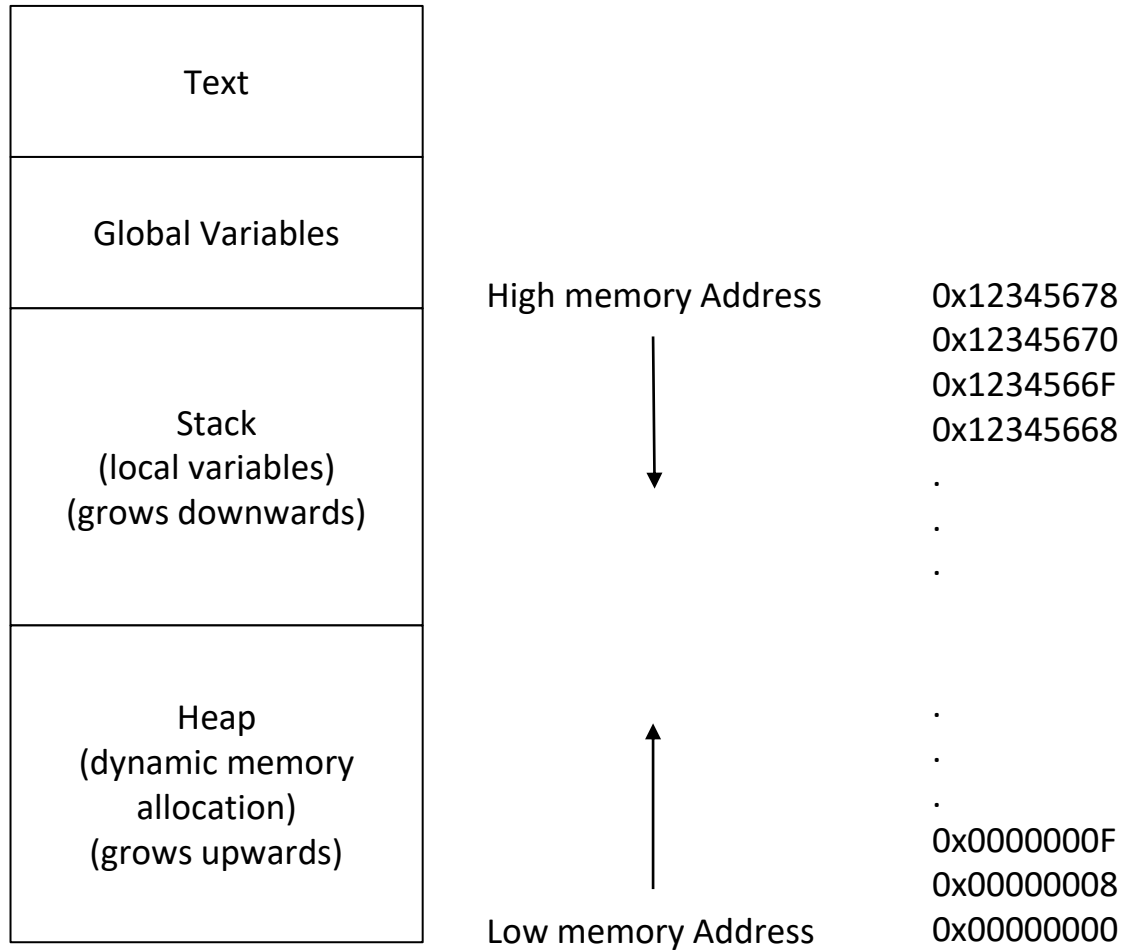 Text
Global Variables
High memory Address
0x12345678
0x12345670
0x1234566F
0x12345668
.
.
.
Stack
(local variables)
(grows downwards)
Heap
(dynamic memory
allocation)
(grows upwards)
.
.
.
0x0000000F
0x00000008
Low memory Address
0x00000000